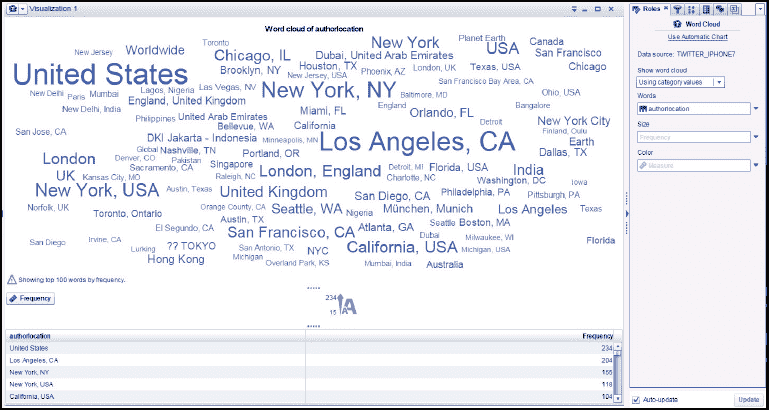 Visualization 1
Word cloud of authorlocation
New Jersey Worldwide Toronto Chicago, IL New York Planet Earth USA Canada San Francisco
Dubai, United Arab Emirates
Brooklyn, NY Houston, TX Phoenix, AZ London, UK Texas, USA Chicago
United States New Jersey, USA San Francisco Bay Area, CA
New Delhi Paris Mumbai Lagos, Nigeria Las Vegas, NV New York, NY Baltimore, MD Ohio, USA
New Delhi, India England, United Kingdom Miami, FL England Orlando, FL Bangalore
Philippines United Arab Emirates California Detroit New York City
San Jose, CA Bellevue, WA Finland, Oulu
DKI Jakarta - Indonesia Minneapolis, MN Los Angeles, CA Earth
Global Nashville, TN Portland, OR Dallas, TX
London Denver, CO Pakistan
Sacramento, CA Singapore London, England Detroit, MI Florida, USA India
UK Kansas City, MO Raleigh, NC Charlotte, NC Washington, DC Iowa
New York, USA Austin, Texas United Kingdom San Diego, CA Philadelphia, PA Pittsburgh, PA
Norfolk, UK Toronto, Ontario Orange County, CA Seattle, WA Nigeria München, Munich Los Angeles Texas
Austin, TX Seattle Boston, MA
El Segundo, CA San Francisco, CA Atlanta, GA Dubai
San Diego Irvine, CA ?? TOKYO San Antonio, TX NYC California, USA Milwaukee, WI Florida
Lurking Michigan Michigan, USA
Hong Kong Overland Park, KS Mumbai, India Australia
Showing top 100 words by frequency.
Frequency
234
15
authorlocation Frequency
United States 234
Los Angeles, CA 204
New York, NY 155
New York, USA 118
California, USA 104
Roles
Word Cloud
Use Automatic Chart
Data source: TWITTER_IPHONE7
Show word cloud
Using category values
Words
authorlocation
Size
Frequency
Color
Measure
Auto-update Update